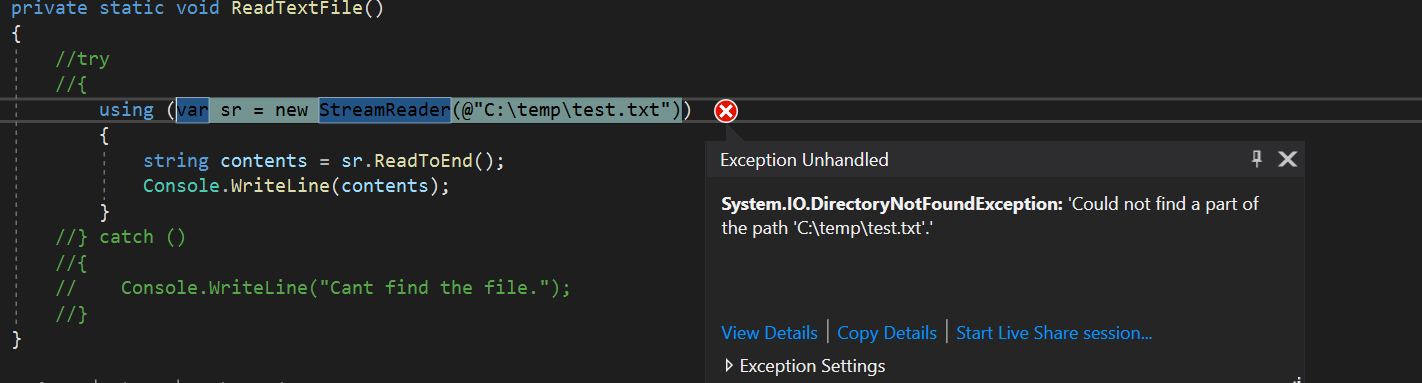 private static void ReadTextFile()
{
//try
//{
using (var sr = new StreamReader(@"C:\temp\test.txt"))
{
string contents = sr.ReadToEnd();
Console.WriteLine(contents);
}
//} catch ()
//{
//     Console.WriteLine("Cant find the file.");
//}
}
Exception Unhandled
System.IO.DirectoryNotFoundException: 'Could not find a part of
the path 'C:\temp\test.txt'.'
View Details | Copy Details | Start Live Share session...
Exception Settings